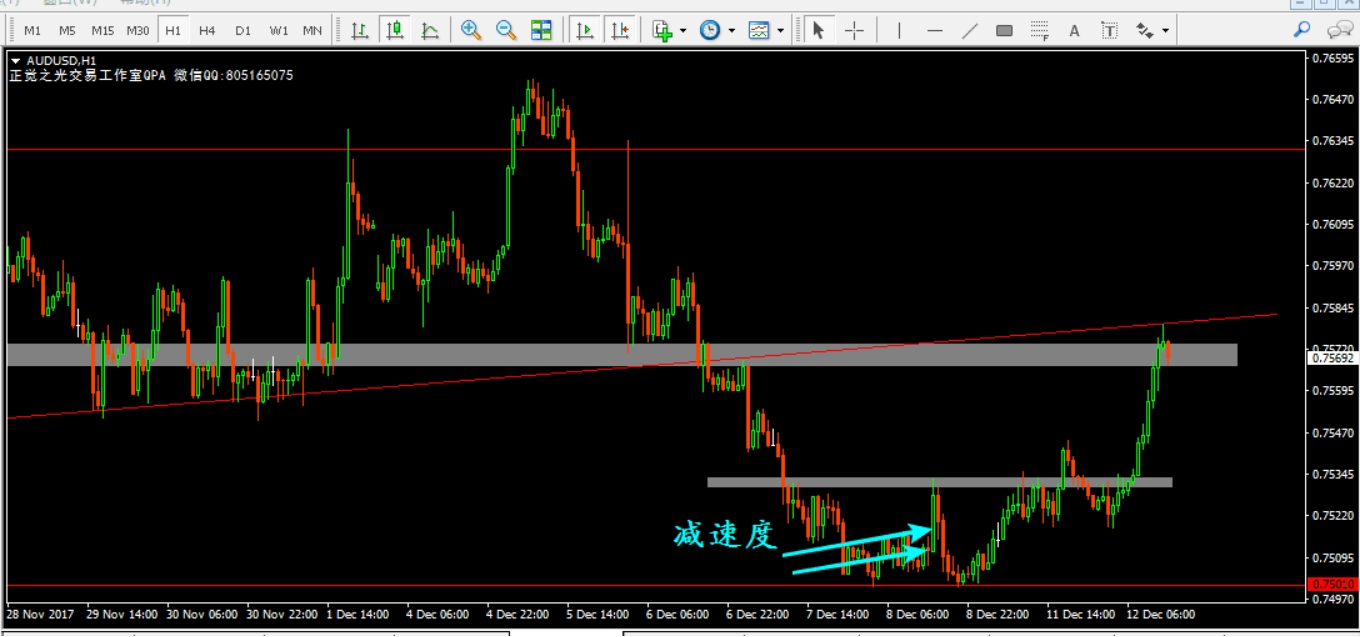 M1 M5 M15 M30 H1 H4 D1 W1 MN
F A T
AUDUSD,H1
正觉之光交易工作室QPA 微信QQ:805165075
0.76595
0.76470
0.76345
0.76220
0.76095
0.75970
0.75845
0.75720
0.75692
0.75595
0.75470
0.75345
0.75220
减速度
0.75095
0.75010
0.74970
28 Nov 2017 29 Nov 14:00 30 Nov 06:00 30 Nov 22:00 1 Dec 14:00 4 Dec 06:00 4 Dec 22:00 5 Dec 14:00 6 Dec 06:00 6 Dec 22:00 7 Dec 14:00 8 Dec 06:00 8 Dec 22:00 11 Dec 14:00 12 Dec 06:00